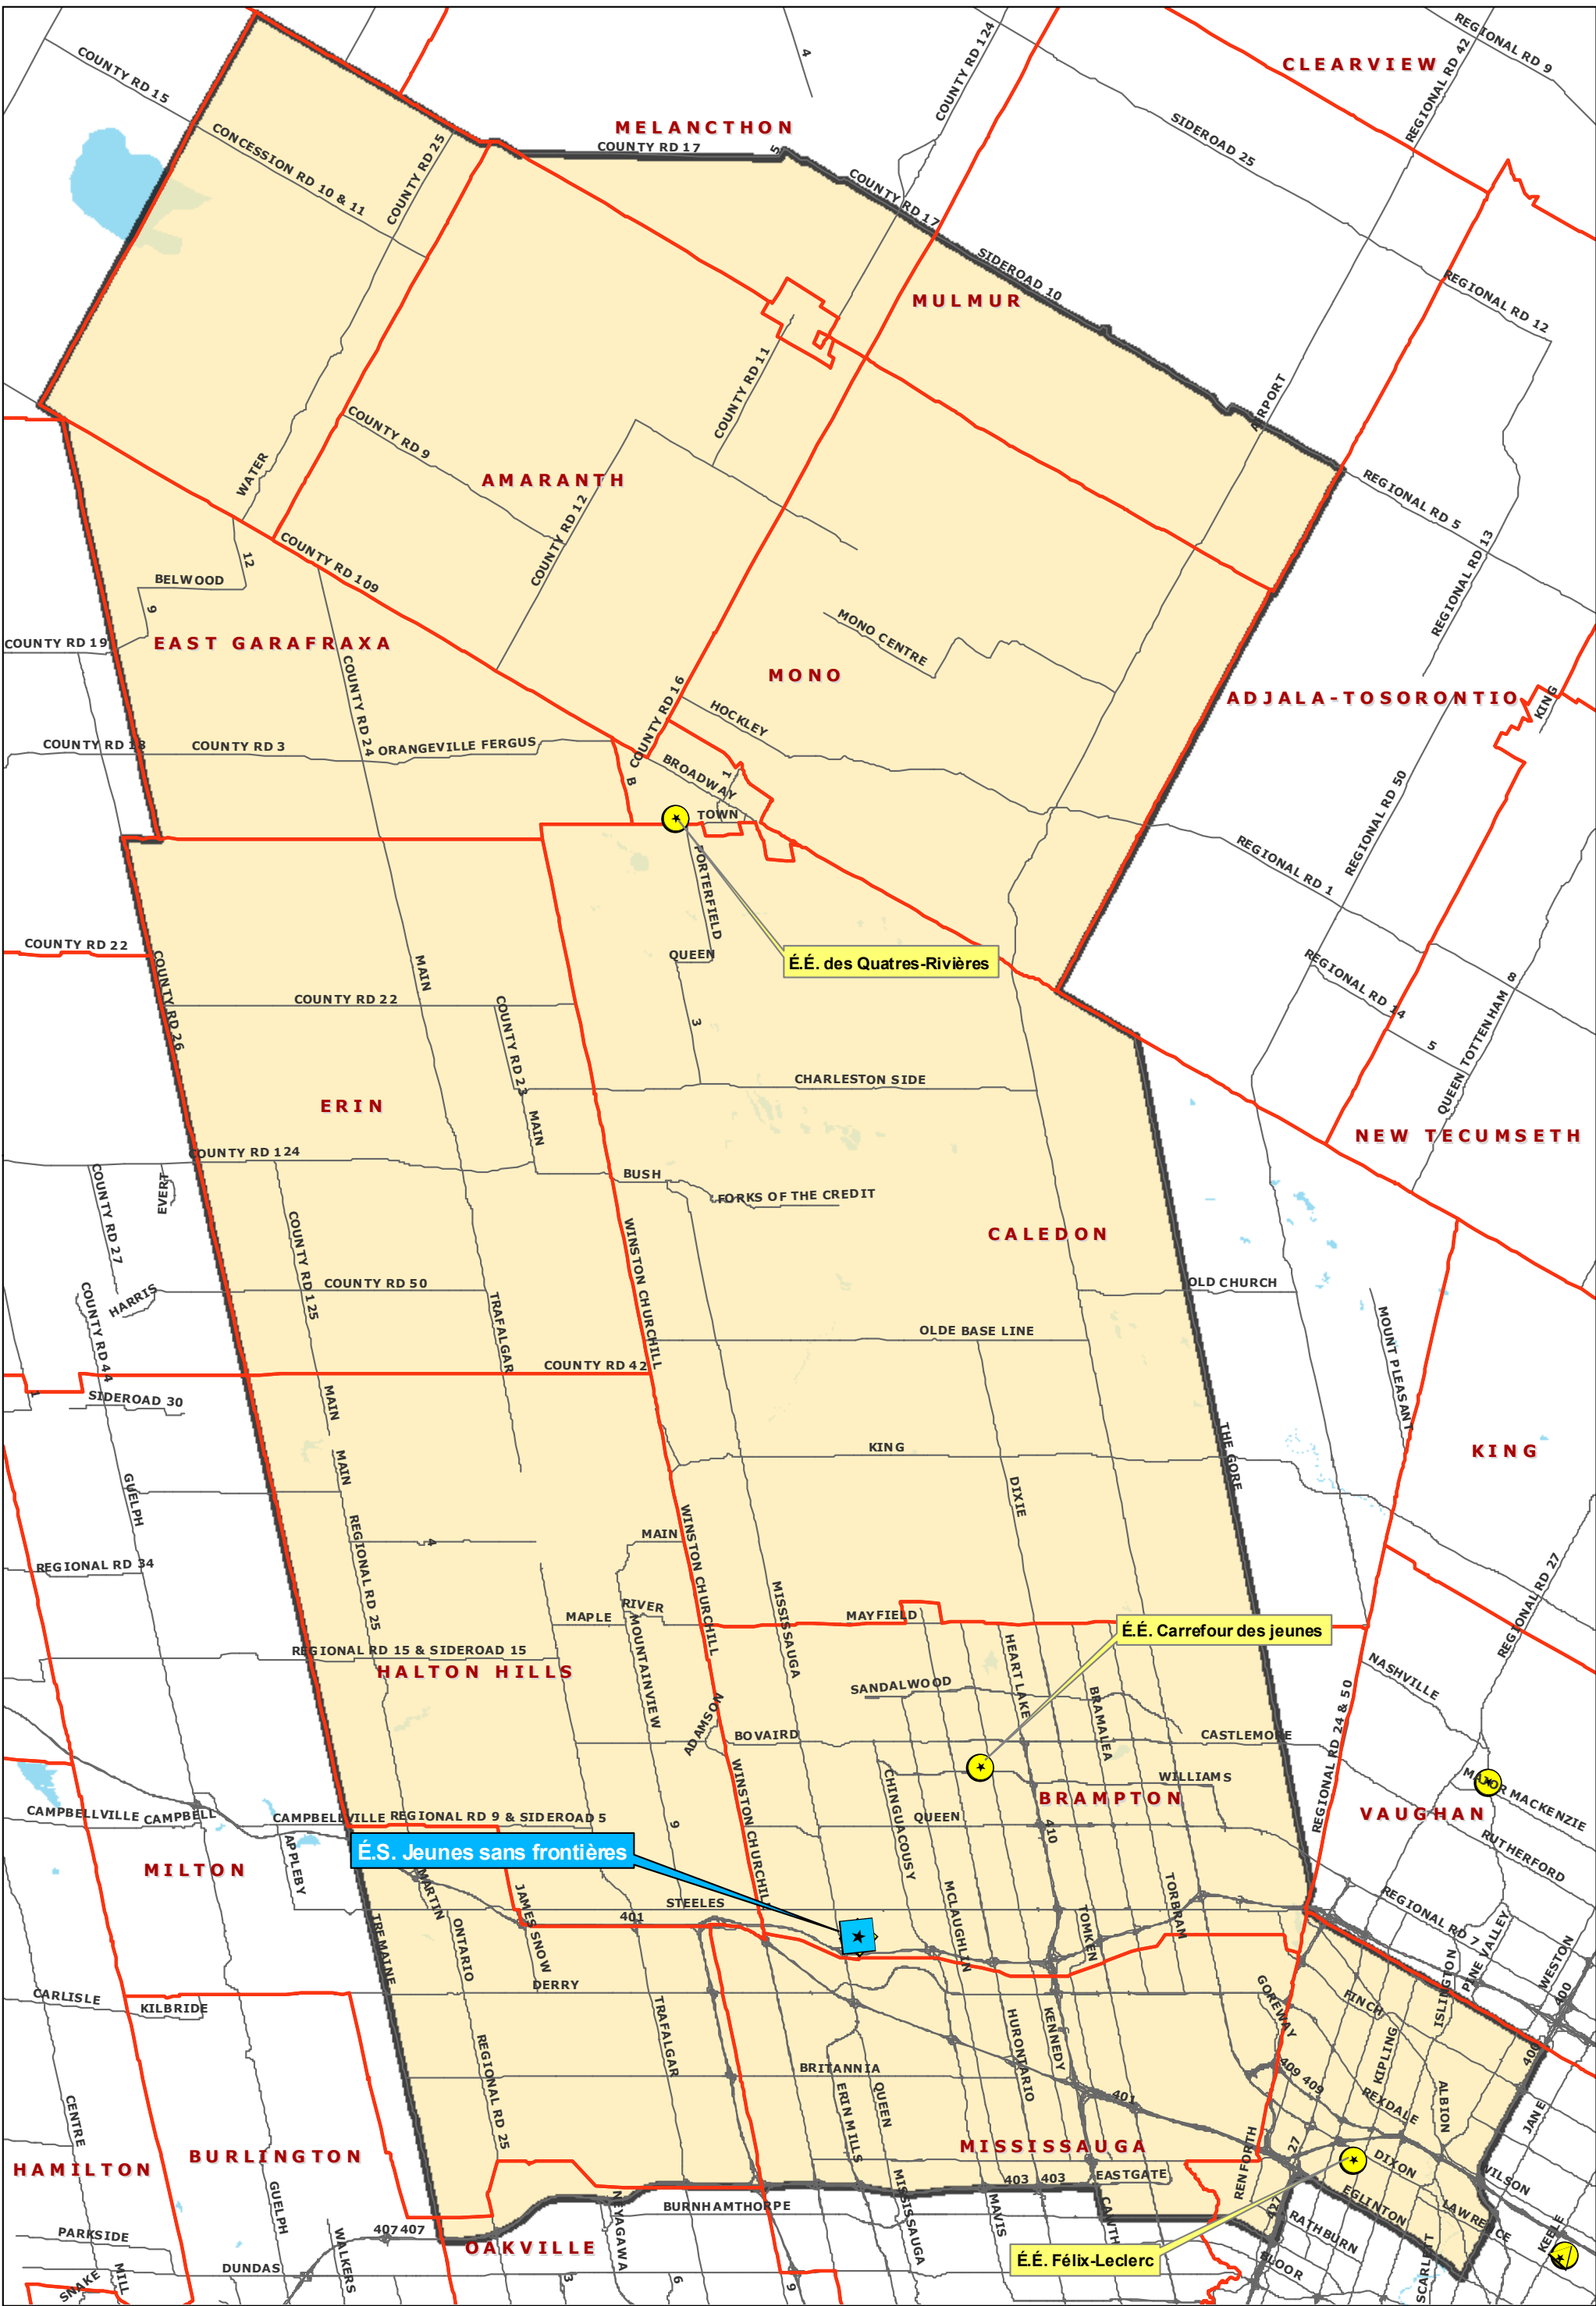 COUNTY RD 15
CONCESSION RD 10 & 11
COUNTY RD 25
MELANCTHON
COUNTY RD 17
5
4
COUNTY RD 124
CLEARVIEW
REGIONAL RD 9
REGIONAL RD 42
SIDEROAD 25
COUNTY RD 17
SIDEROAD 10
MULMUR
REGIONAL RD 12
COUNTY RD 11
AIRPORT
COUNTY RD 9
WATER
AMARANTH
COUNTY RD 12
REGIONAL RD 5
REGIONAL RD 13
COUNTY RD 109
12
BELWOOD
9
COUNTY RD 19
EAST GARAFRAXA
MONO CENTRE
MONO
COUNTY RD 24
COUNTY RD 16
HOCKLEY
ADJALA-TOSORONTIO
KING
COUNTY RD 18
COUNTY RD 3
ORANGEVILLE FERGUS
B
BROADWAY
1
TOWN
REGIONAL RD 50
REGIONAL RD 1
PORTERFIELD
COUNTY RD 22
COUNTY RD 26
MAIN
QUEEN
É.É. des Quatres-Rivières
REGIONAL RD 14
8
COUNTY RD 22
COUNTY RD 23
3
5
QUEEN
TOTTENHAM
CHARLESTON SIDE
ERIN
MAIN
NEW TECUMSETH
COUNTY RD 124
COUNTY RD 27
EVERT
BUSH
FORKS OF THE CREDIT
CALEDON
COUNTY RD 125
WINSTON CHURCHILL
COUNTY RD 50
HARRIS
COUNTY RD 44
TRAFALGAR
OLD CHURCH
MOUNT PLEASANT
OLDE BASE LINE
COUNTY RD 42
1
SIDEROAD 30
MAIN
MAIN
KING
THE GORE
KING
GUELPH
DIXIE
REGIONAL RD 25
4
MAIN
WINSTON CHURCHILL
REGIONAL RD 34
REGIONAL RD 27
MAPLE
RIVER
MISSISSAUGA
MAYFIELD
É.É. Carrefour des jeunes
MOUNTAINVIEW
HEART LAKE
REGIONAL RD 15 & SIDEROAD 15
HALTON HILLS
NASHVILLE
SANDALWOOD
BRAMALEA
ADAMSON
BOVAIRD
CASTLEMORE
REGIONAL RD 24 & 50
WINSTON CHURCHILL
CHINGUACOUSY
WILLIAMS
MAJOR MACKENZIE
BRAMPTON
VAUGHAN
CAMPBELLVILLE
CAMPBELL
CAMPBELLVILLE
REGIONAL RD 9 & SIDEROAD 5
9
QUEEN
410
RUTHERFORD
É.S. Jeunes sans frontières
APPLEBY
MILTON
MARTIN
JAMES SNOW
STEELES
401
MCLAUGHLIN
TOMKEN
TORBRAM
REGIONAL RD 7
PINE VALLEY
WESTON
TREMAINE
ONTARIO
DERRY
GOREWAY
FINCH
ISLINGTON
400
CARLISLE
KILBRIDE
TRAFALGAR
HURONTARIO
KENNEDY
KIPLING
400
REGIONAL RD 25
BRITANNIA
ERIN MILLS
QUEEN
401
409
409
REXDALE
ALBION
JANE
CENTRE
BURLINGTON
HAMILTON
MISSISSAUGA
RENFORTH
27
DIXON
WILSON
403
403
EASTGATE
GUELPH
NEYAGAWA
BURNHAMTHORPE
MISSISSAUGA
MAVIS
CAWTH
427
EGLINTON
LAWRENCE
KEELE
PARKSIDE
WALKERS
407
407
OAKVILLE
É.É. Félix-Leclerc
RATHBURN
BLOOR
SCARLETT
SNAKE
MILL
DUNDAS
3
6
9